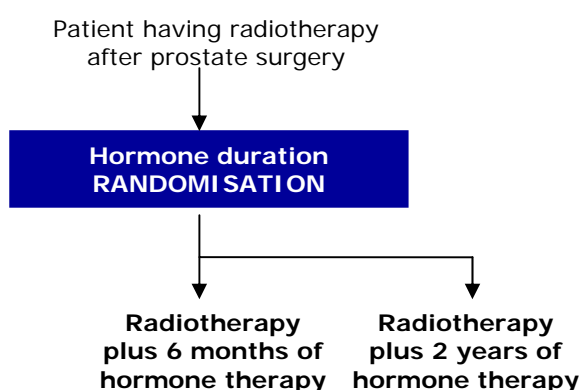 Patient having radiotherapy
after prostate surgery
Hormone duration
RANDOMISATION
Radiotherapy
plus 6 months of
hormone therapy
Radiotherapy
plus 2 years of
hormone therapy